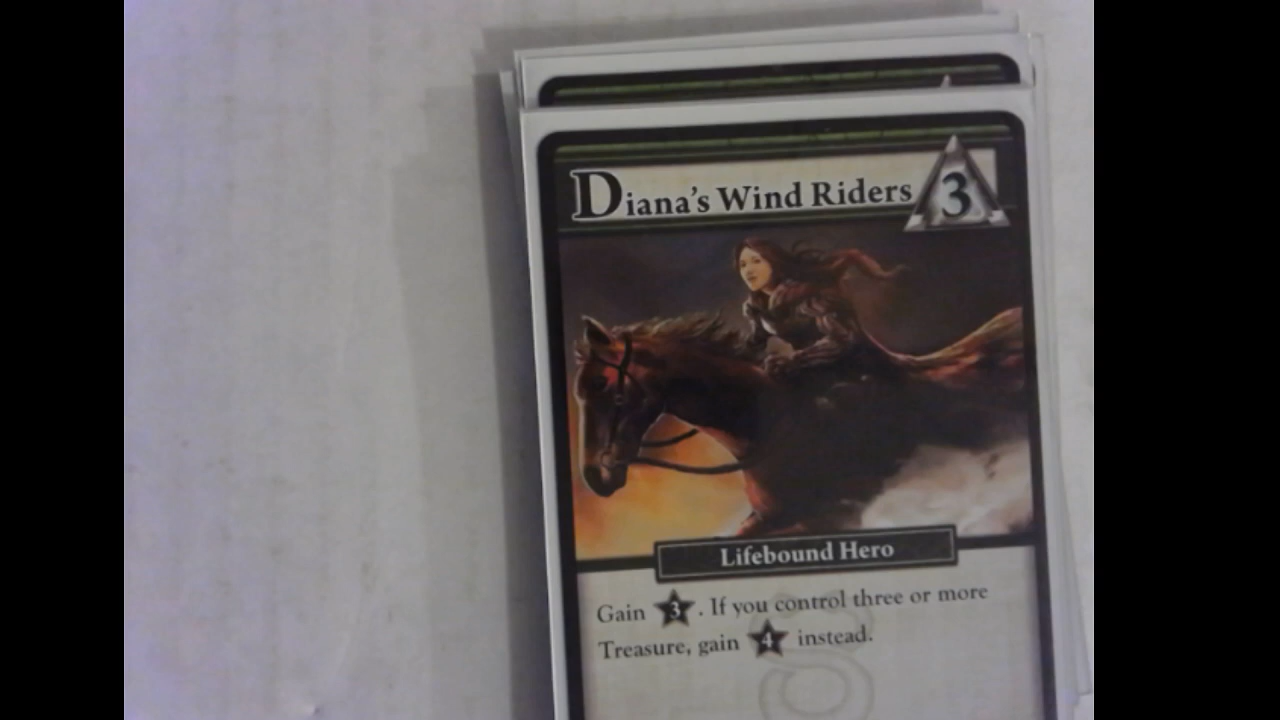 Diana's Wind Riders
3
Lifebound Hero
Gain 3. If you control three or more
Treasure, gain 4 instead.